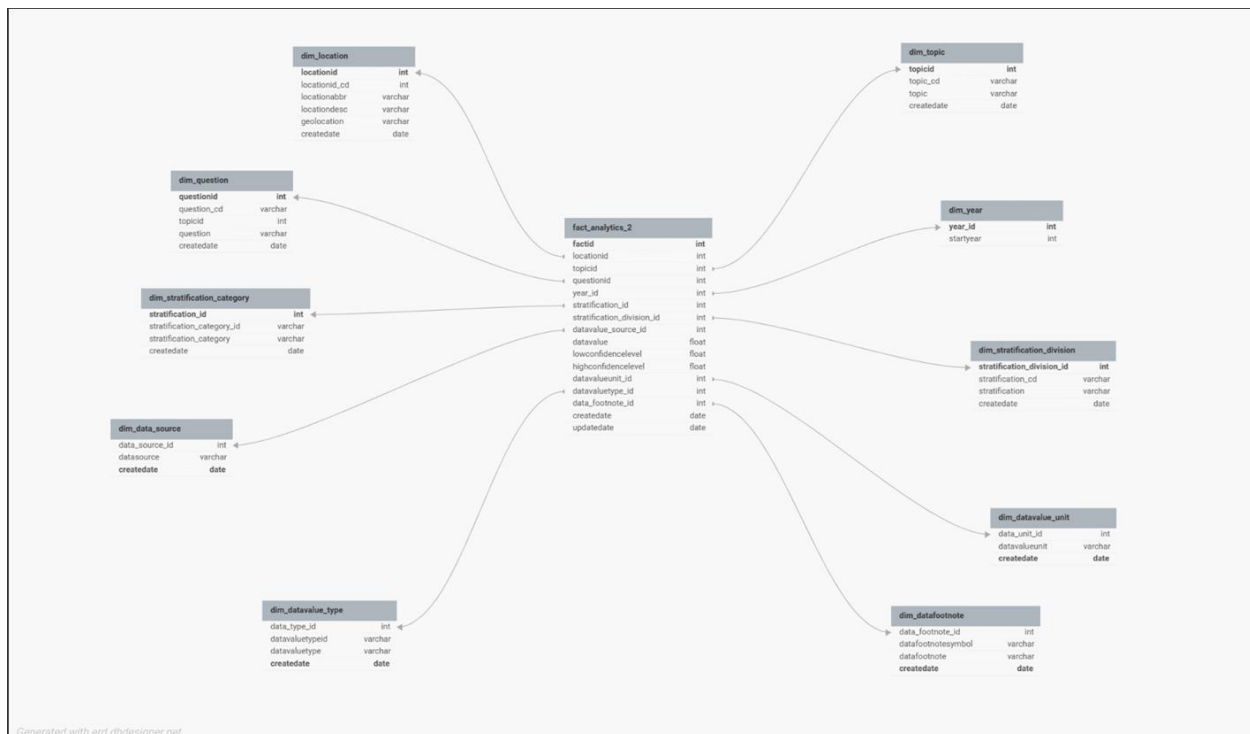 dim_location
locationid int
locationid_cd int
locationabbr varchar
locationdesc varchar
geolocation varchar
createdate date
dim_topic
topicid int
topic_cd varchar
topic varchar
createdate date
dim_question
questionid int
question_cd varchar
topicid int
question varchar
createdate date
dim_year
year_id int
startyear int
fact_analytics_2
factid int
locationid int
topicid int
questionid int
year_id int
stratification_id int
stratification_division_id int
datavalue_source_id int
datavalue float
lowconfidencelevel float
highconfidencelevel float
datavalueunit_id int
datavaluetype_id int
data_footnote_id int
createdate date
updatedate date
dim_stratification_category
stratification_id int
stratification_category_id varchar
stratification_category varchar
createdate date
dim_stratification_division
stratification_division_id int
stratification_cd varchar
stratification varchar
createdate date
dim_data_source
data_source_id int
datasource varchar
createdate date
dim_datavalue_unit
data_unit_id int
datavalueunit varchar
createdate date
dim_datavalue_type
data_type_id int
datavaluetypeid varchar
datavaluetype varchar
createdate date
dim_datafootnote
data_footnote_id int
datafootnotesymbol varchar
datafootnote varchar
createdate date
Generated with erd.dbdesigner.net